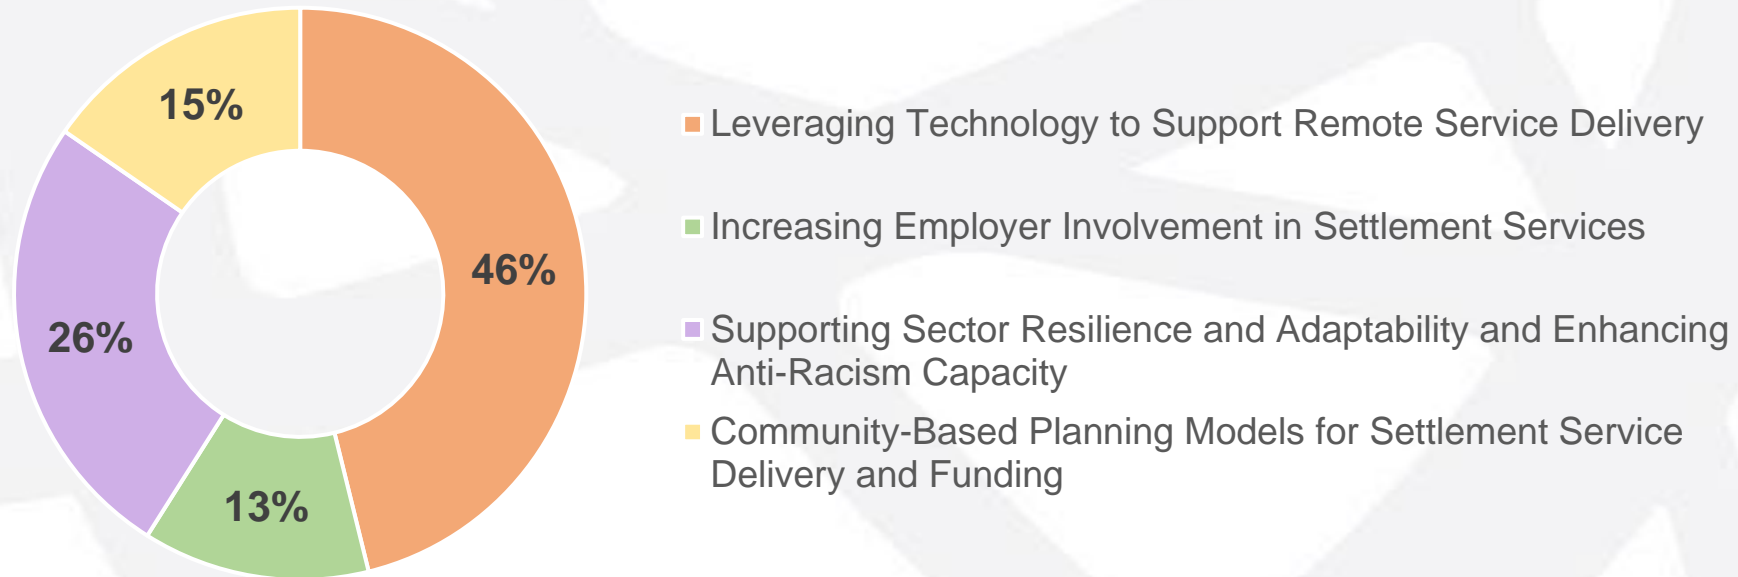 15%
46%
26%
13%
Leveraging Technology to Support Remote Service Delivery
Increasing Employer Involvement in Settlement Services
Supporting Sector Resilience and Adaptability and Enhancing
Anti-Racism Capacity
Community-Based Planning Models for Settlement Service
Delivery and Funding